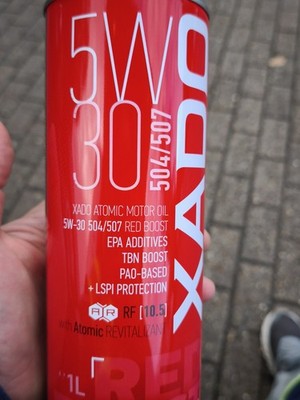 5W
30
504/507
XADO
XADO ATOMIC MOTOR OIL
5W-30 504/507 RED BOOST
EPA ADDITIVES
TBN BOOST
PAO-BASED
+ LSPI PROTECTION
A R RF [10.5]
with Atomic REVITALIZANT
RED
1L